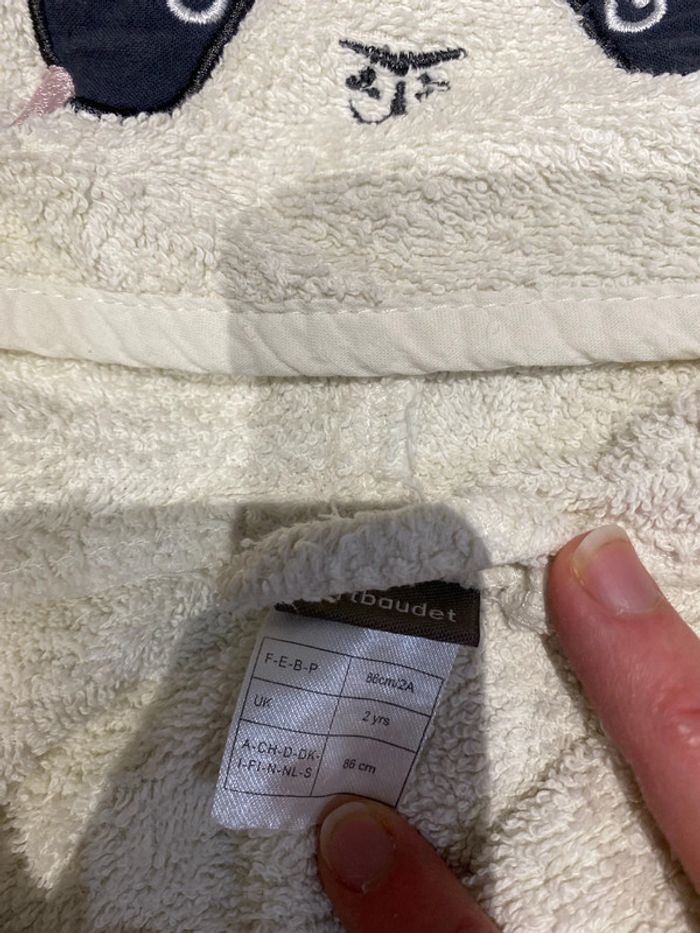 tbaudet
F-E-B-P 86cm/2A
UK 2 yrs
A-CH-D-DK- 86 cm
I-FI-N-NL-S